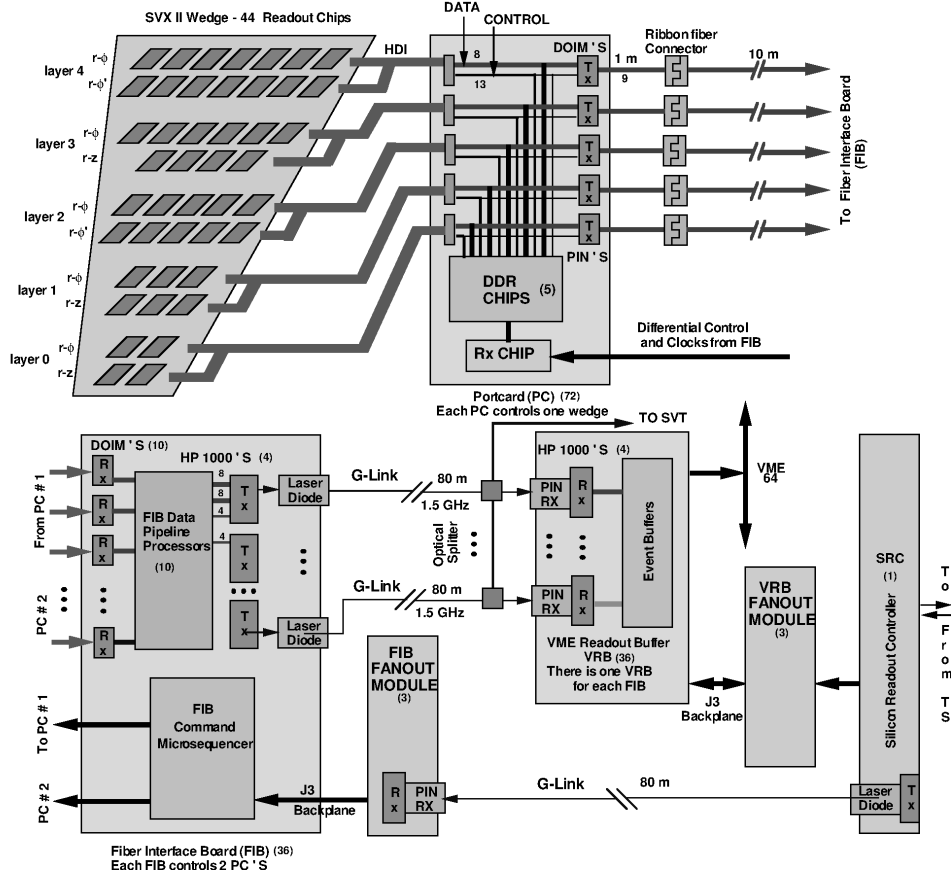 SVX II Wedge - 44 Readout Chips
DATA
CONTROL
HDI
8
13
DOIM ' S
1 m
9
Ribbon fiber
Connector
10 m
layer 4
r-ϕ
r-ϕ'
layer 3
r-ϕ
r-z
layer 2
r-ϕ
r-ϕ'
layer 1
r-ϕ
r-z
layer 0
r-ϕ
r-z
T
x
T
x
T
x
T
x
T
x
PIN ' S
To Fiber Interface Board
(FIB)
DDR
CHIPS
(5)
Rx CHIP
Differential Control
and Clocks from FIB
Portcard (PC) (72)
Each PC controls one wedge
TO SVT
DOIM ' S (10)
HP 1000 ' S (4)
From PC # 1
PC # 2
R
x
R
x
R
x
R
x
FIB Data
Pipeline
Processors
(10)
8
8
4
4
T
x
T
x
T
x
Laser
Diode
Laser
Diode
G-Link
80 m
1.5 GHz
Optical
Splitter
G-Link
80 m
1.5 GHz
HP 1000 ' S (4)
PIN
RX
R
x
PIN
RX
R
x
Event Buffers
VME Readout Buffer
VRB (36)
There is one VRB
for each FIB
VME
64
J3
Backplane
VRB
FANOUT
MODULE
(3)
SRC
(1)
Silicon Readout Controller
To
From TS
Laser
Diode
T
x
FIB
Command
Microsequencer
To PC # 1
PC # 2
J3
Backplane
FIB
FANOUT
MODULE
(3)
R
x
PIN
RX
G-Link
80 m
Fiber Interface Board (FIB) (36)
Each FIB controls 2 PC ' S